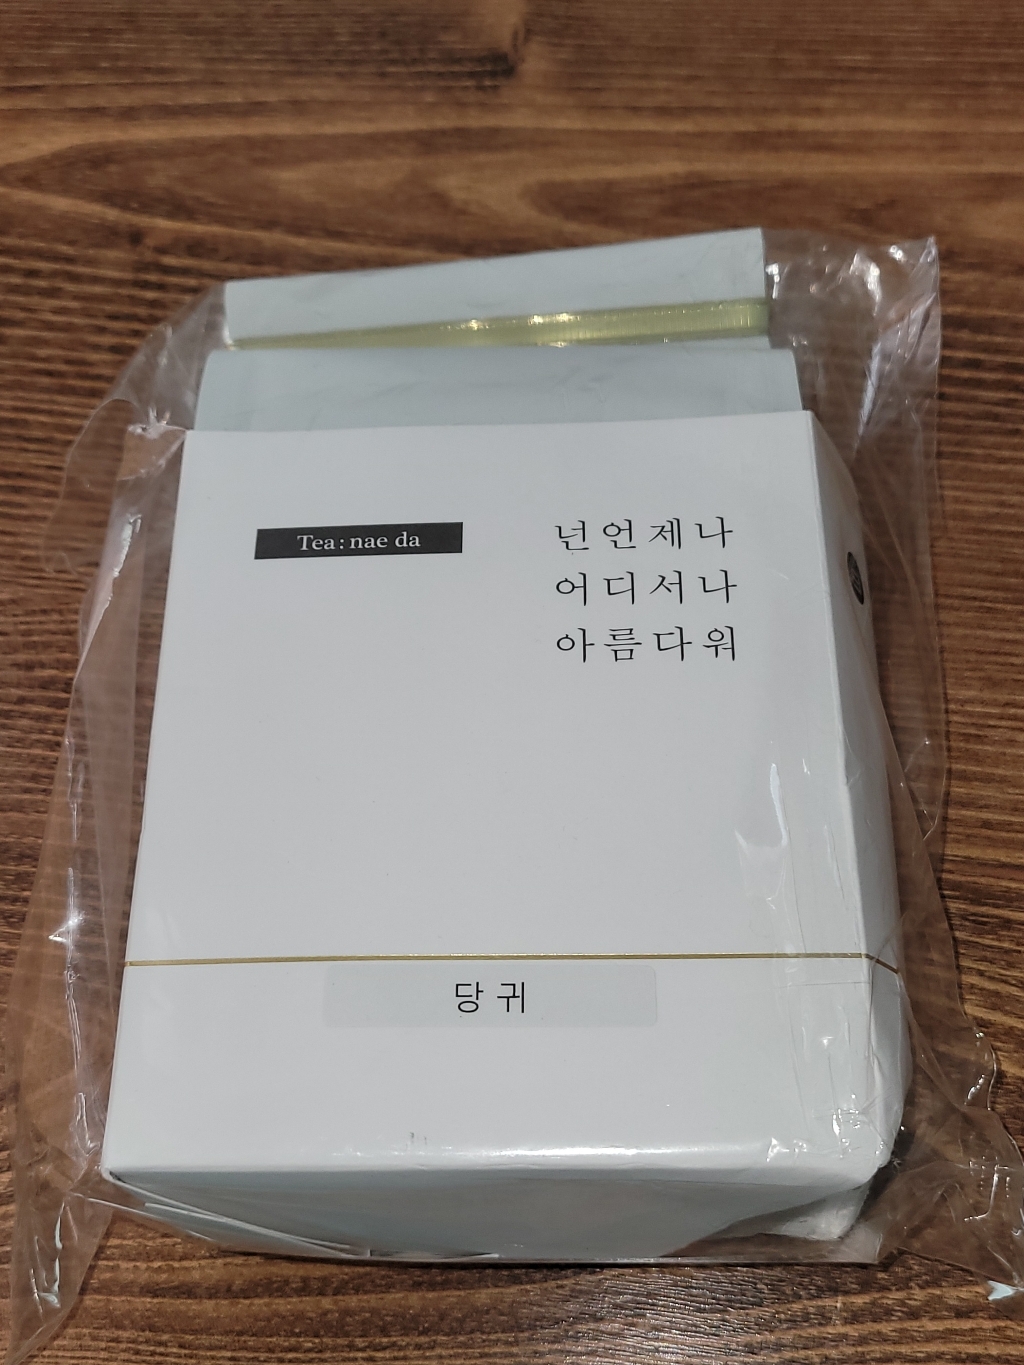 Tea: nae da
넌 언제나
어디서나
아름다워
당귀